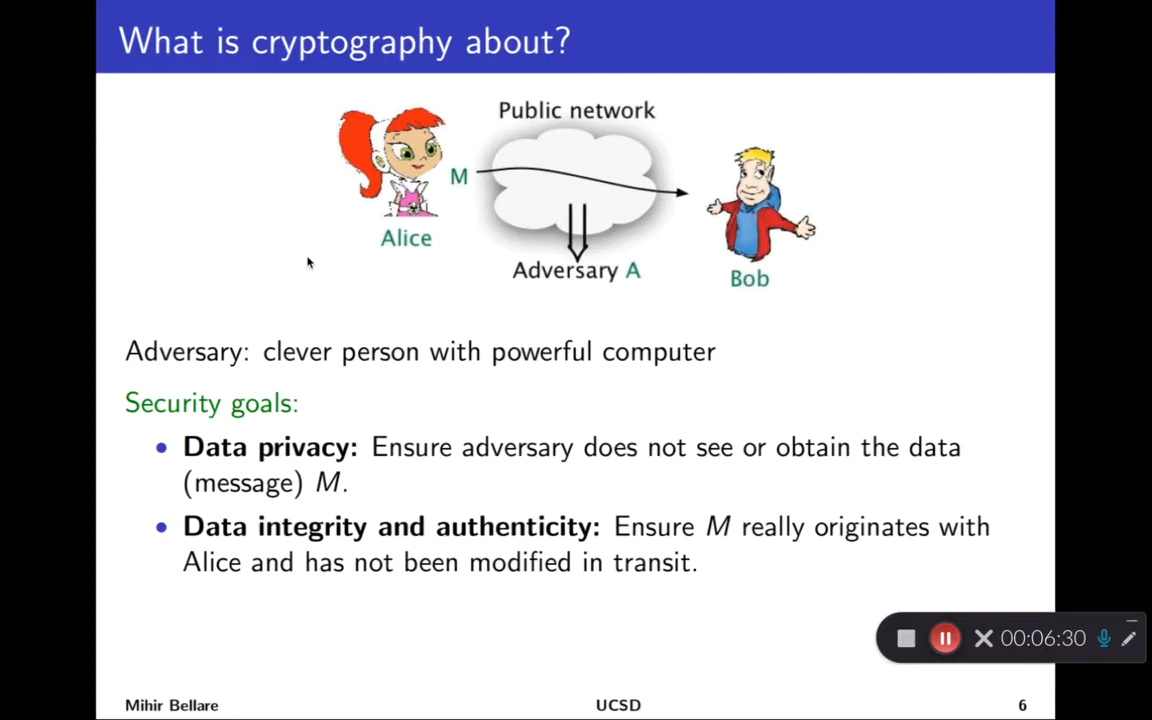 What is cryptography about?
Public network
M
Alice
Adversary A
Bob
Adversary: clever person with powerful computer
Security goals:
• Data privacy: Ensure adversary does not see or obtain the data
(message) M.
• Data integrity and authenticity: Ensure M really originates with
Alice and has not been modified in transit.
00:06:30
Mihir Bellare UCSD 6